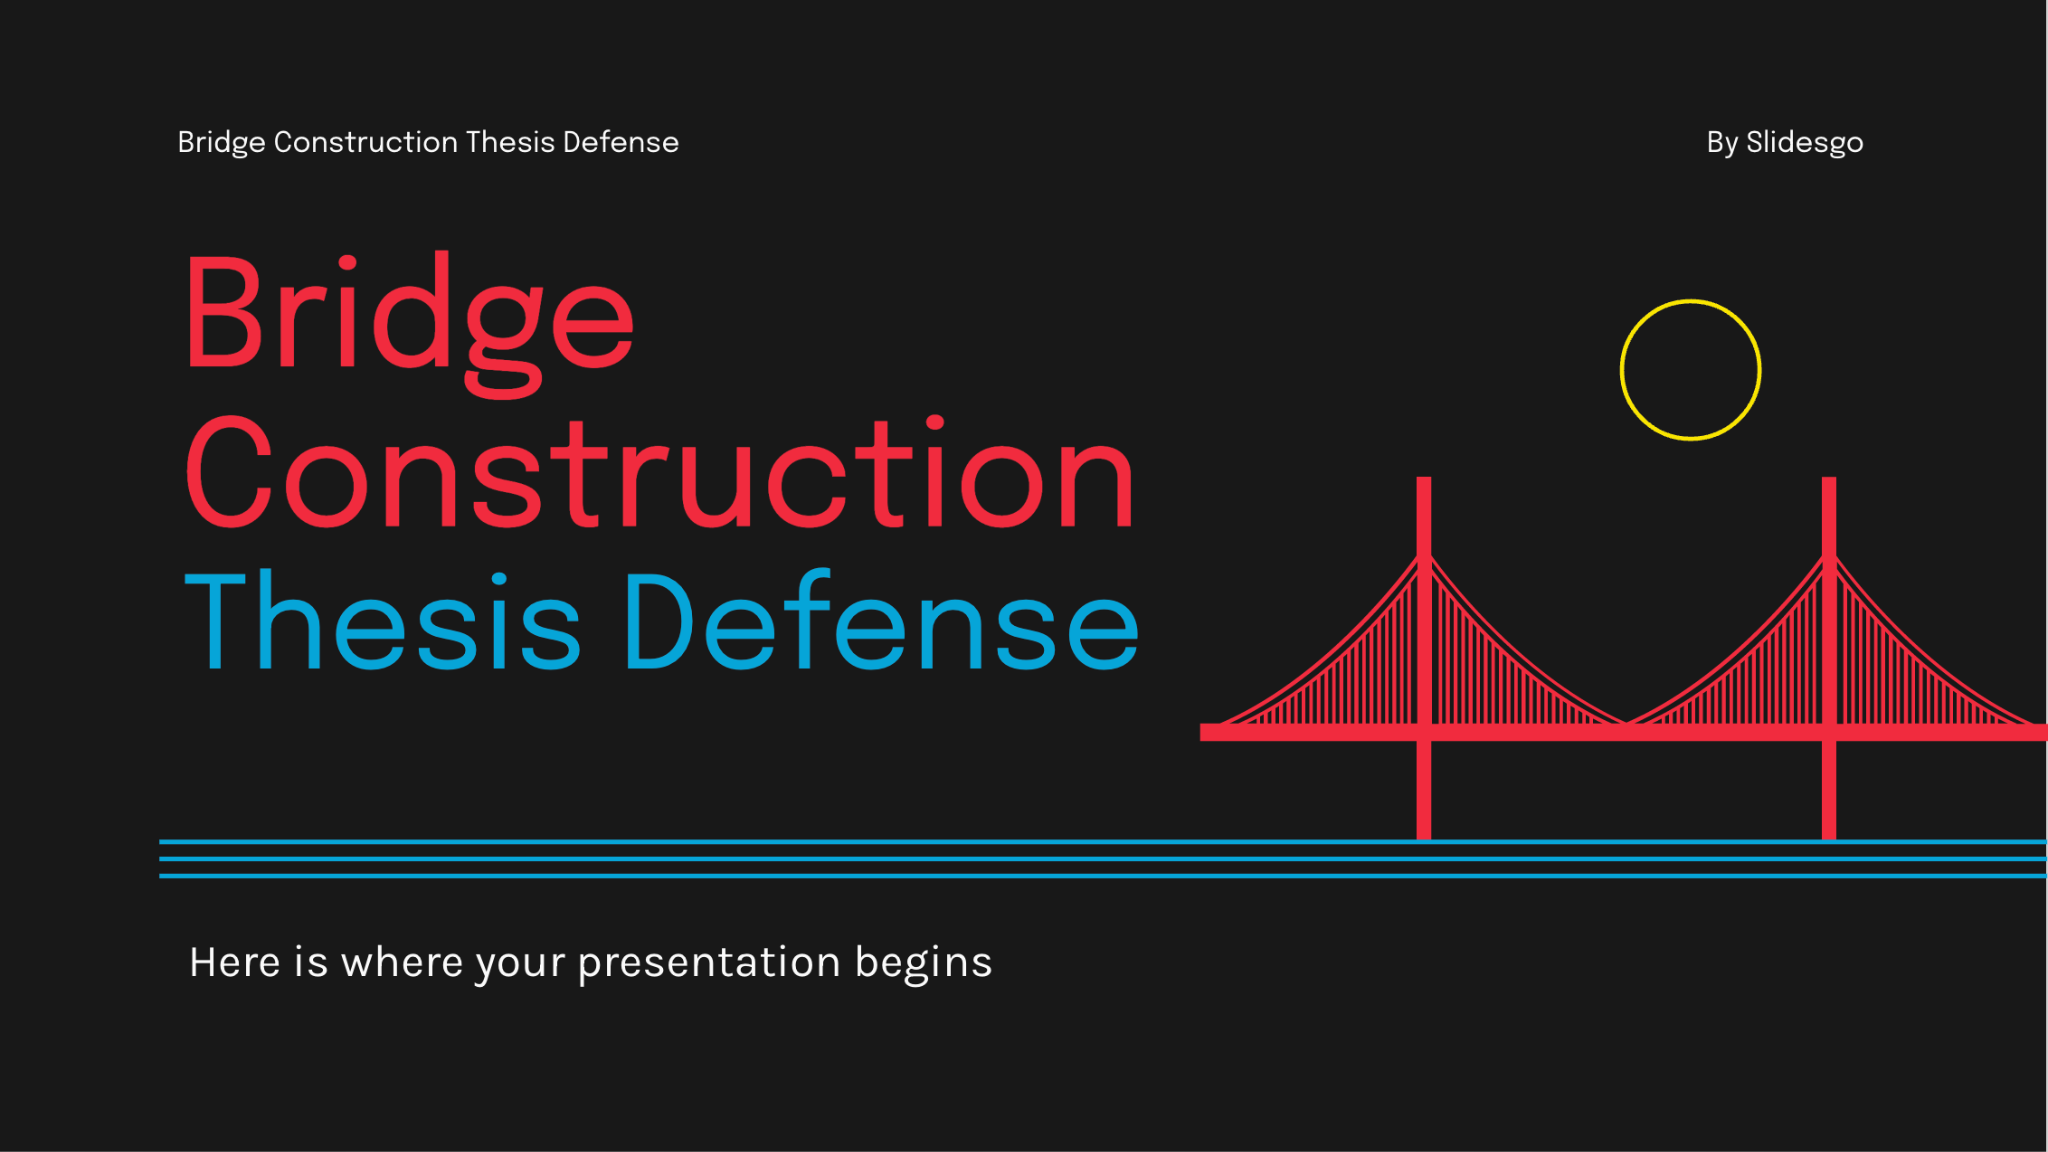 Bridge Construction Thesis Defense
By Slidesgo
Bridge
Construction
Thesis Defense
Here is where your presentation begins